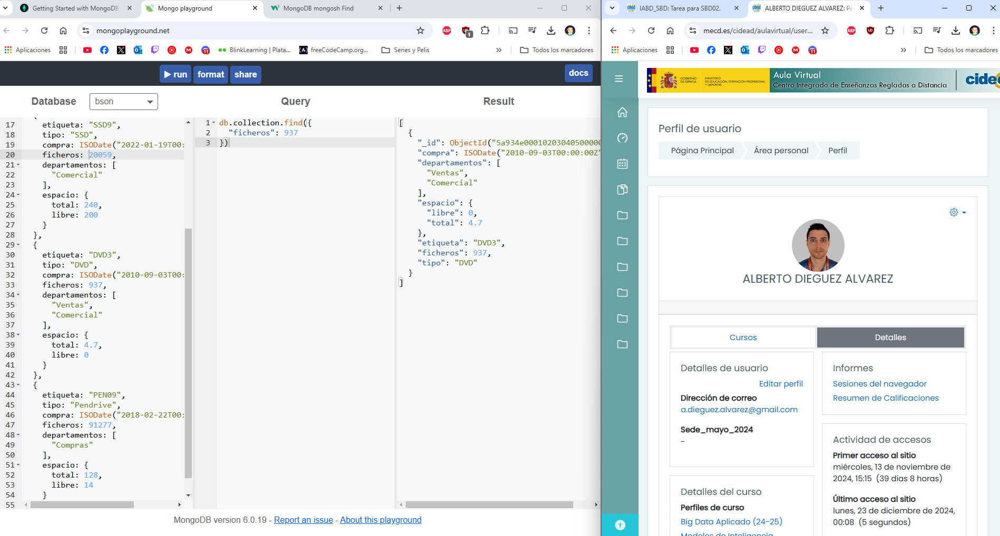 Getting Started with MongoDB
Mongo playground
MongoDB mongosh Find
mongoplayground.net
Aplicaciones
BlinkLearning | Plata...
freeCodeCamp.org...
Series y Pelis
Todos los marcadores
run
format
share
docs
Database
bson
Query
Result
17 etiqueta: "SSD9",
18 tipo: "SSD",
19 compra: ISODate("2022-01-19T00:
20 ficheros: 20059,
21 departamentos: [
22 "Comercial"
23 ],
24 espacio: {
25 total: 240,
26 libre: 200
27 }
28 },
29 {
30 etiqueta: "DVD3",
31 tipo: "DVD",
32 compra: ISODate("2010-09-03T00:
33 ficheros: 937,
34 departamentos: [
35 "Ventas",
36 "Comercial"
37 ],
38 espacio: {
39 total: 4.7,
40 libre: 0
41 }
42 },
43 {
44 etiqueta: "PEN09",
45 tipo: "Pendrive",
46 compra: ISODate("2018-02-22T00:
47 ficheros: 91277,
48 departamentos: [
49 "Compras"
50 ],
51 espacio: {
52 total: 128,
53 libre: 14
54 }
55
1 db.collection.find({
2 "ficheros": 937
3 })
[
{
"_id": ObjectId("5a934e000102030405000000
"compra": ISODate("2010-09-03T00:00:00Z"
"departamentos": [
"Ventas",
"Comercial"
],
"espacio": {
"libre": 0,
"total": 4.7
},
"etiqueta": "DVD3",
"ficheros": 937,
"tipo": "DVD"
}
]
MongoDB version 6.0.19 - Report an issue - About this playground
IABD_SBD: Tarea para SBD02.
ALBERTO DIEGUEZ ALVAREZ: Pe
mecd.es/cidead/aulavirtual/user...
Aplicaciones
Todos los marcadores
GOBIERNO DE ESPAÑA
MINISTERIO DE EDUCACIÓN, FORMACIÓN PROFESIONAL Y DEPORTES
Aula Virtual
Centro Integrado de Enseñanzas Regladas a Distancia
cidea
Perfil de usuario
Página Principal
Área personal
Perfil
ALBERTO DIEGUEZ ALVAREZ
Cursos
Detalles
Detalles de usuario
Editar perfil
Dirección de correo
a.dieguez.alvarez@gmail.com
Sede_mayo_2024
-
Detalles del curso
Perfiles de curso
Big Data Aplicado (24-25)
Modelos de Inteligencia
Informes
Sesiones del navegador
Resumen de Calificaciones
Actividad de accesos
Primer acceso al sitio
miércoles, 13 de noviembre de
2024, 15:15 (39 días 8 horas)
Último acceso al sitio
lunes, 23 de diciembre de 2024,
00:08 (5 segundos)